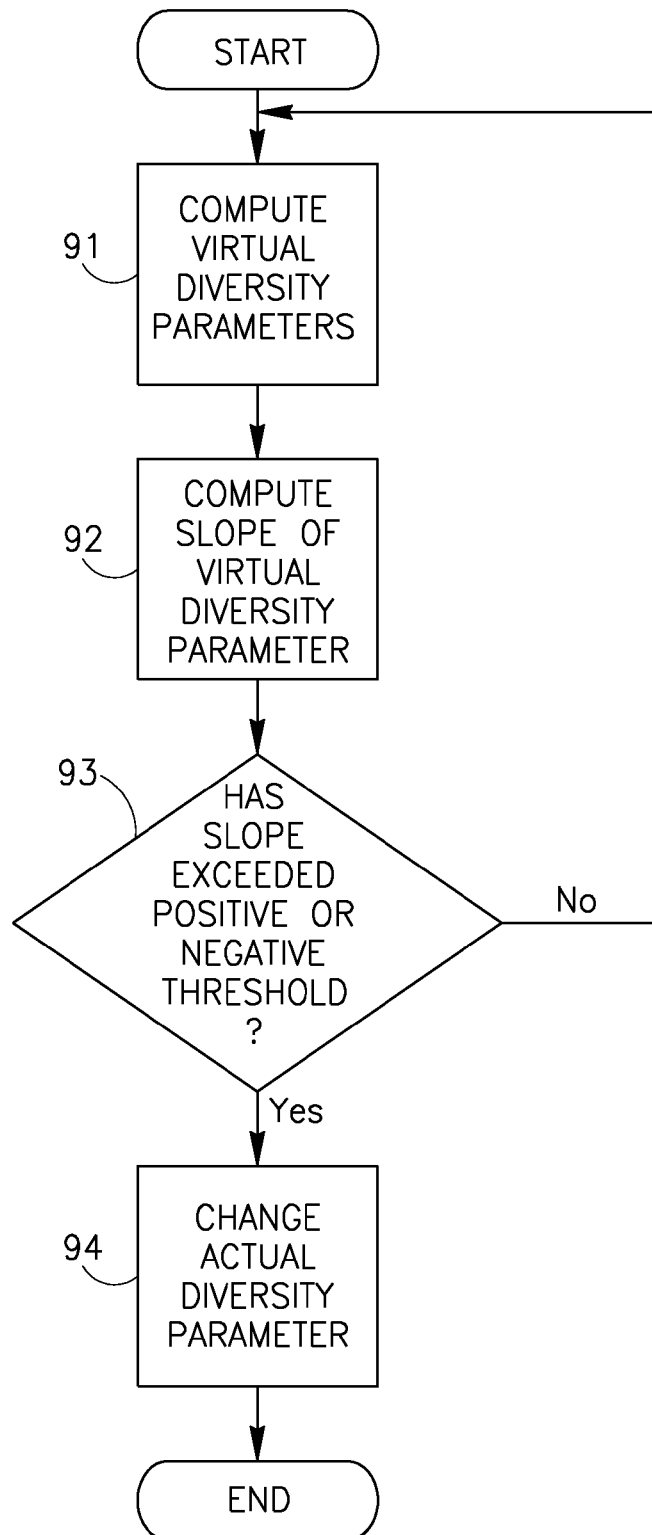 START
91
COMPUTE
VIRTUAL
DIVERSITY
PARAMETERS
92
COMPUTE
SLOPE OF
VIRTUAL
DIVERSITY
PARAMETER
93
HAS
SLOPE
EXCEEDED
POSITIVE OR
NEGATIVE
THRESHOLD
?
No
Yes
94
CHANGE
ACTUAL
DIVERSITY
PARAMETER
END